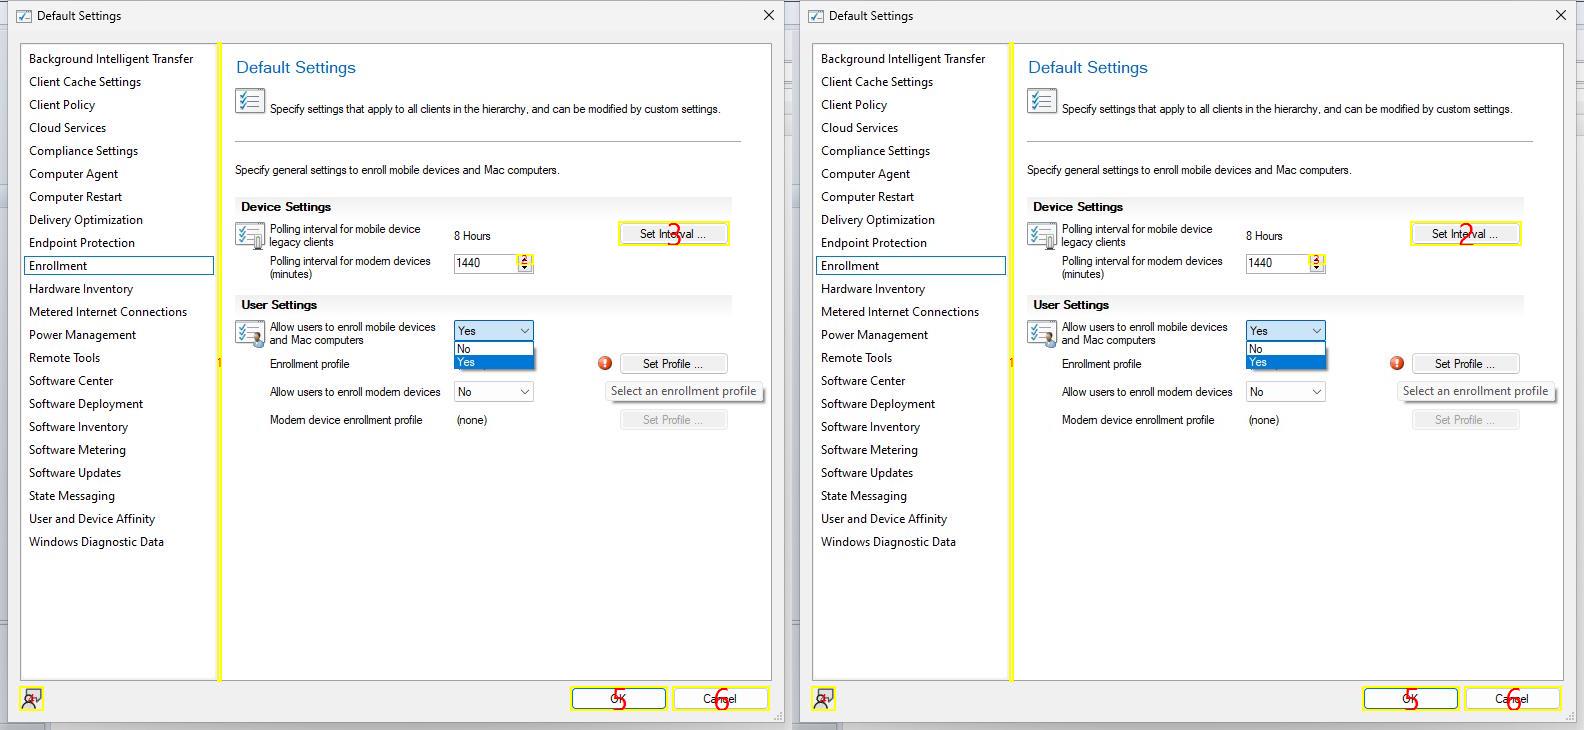 Default Settings
Background Intelligent Transfer
Client Cache Settings
Client Policy
Cloud Services
Compliance Settings
Computer Agent
Computer Restart
Delivery Optimization
Endpoint Protection
Enrollment
Hardware Inventory
Metered Internet Connections
Power Management
Remote Tools
Software Center
Software Deployment
Software Inventory
Software Metering
Software Updates
State Messaging
User and Device Affinity
Windows Diagnostic Data
1
Default Settings
Specify settings that apply to all clients in the hierarchy, and can be modified by custom settings.
Specify general settings to enroll mobile devices and Mac computers.
Device Settings
Polling interval for mobile device
legacy clients
8 Hours
Set Interval ...
3
Polling interval for modern devices
(minutes)
1440
2
User Settings
Allow users to enroll mobile devices
and Mac computers
Yes
No
Yes
Enrollment profile
Set Profile ...
Allow users to enroll modern devices
No
Select an enrollment profile
Modern device enrollment profile
(none)
Set Profile ...
OK
5
Cancel
6
Default Settings
Background Intelligent Transfer
Client Cache Settings
Client Policy
Cloud Services
Compliance Settings
Computer Agent
Computer Restart
Delivery Optimization
Endpoint Protection
Enrollment
Hardware Inventory
Metered Internet Connections
Power Management
Remote Tools
Software Center
Software Deployment
Software Inventory
Software Metering
Software Updates
State Messaging
User and Device Affinity
Windows Diagnostic Data
1
Default Settings
Specify settings that apply to all clients in the hierarchy, and can be modified by custom settings.
Specify general settings to enroll mobile devices and Mac computers.
Device Settings
Polling interval for mobile device
legacy clients
8 Hours
Set Interval ...
2
Polling interval for modern devices
(minutes)
1440
3
User Settings
Allow users to enroll mobile devices
and Mac computers
Yes
No
Yes
Enrollment profile
Set Profile ...
Allow users to enroll modern devices
No
Select an enrollment profile
Modern device enrollment profile
(none)
Set Profile ...
OK
5
Cancel
6